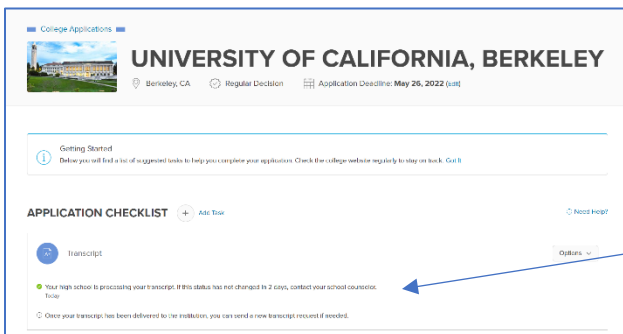 College Applications
UNIVERSITY OF CALIFORNIA, BERKELEY
Berkeley, CA Regular Decision Application Deadline: May 26, 2022 (Edit)
Getting Started
Below you will find a list of suggested tasks to help you complete your application. Check the college website regularly to stay on track. Got It
APPLICATION CHECKLIST + Add Task Need Help?
Transcript Options
Your high school is processing your transcript. If this status has not changed in 2 days, contact your school counselor.
Today
Once your transcript has been delivered to the institution, you can send a new transcript request if needed.